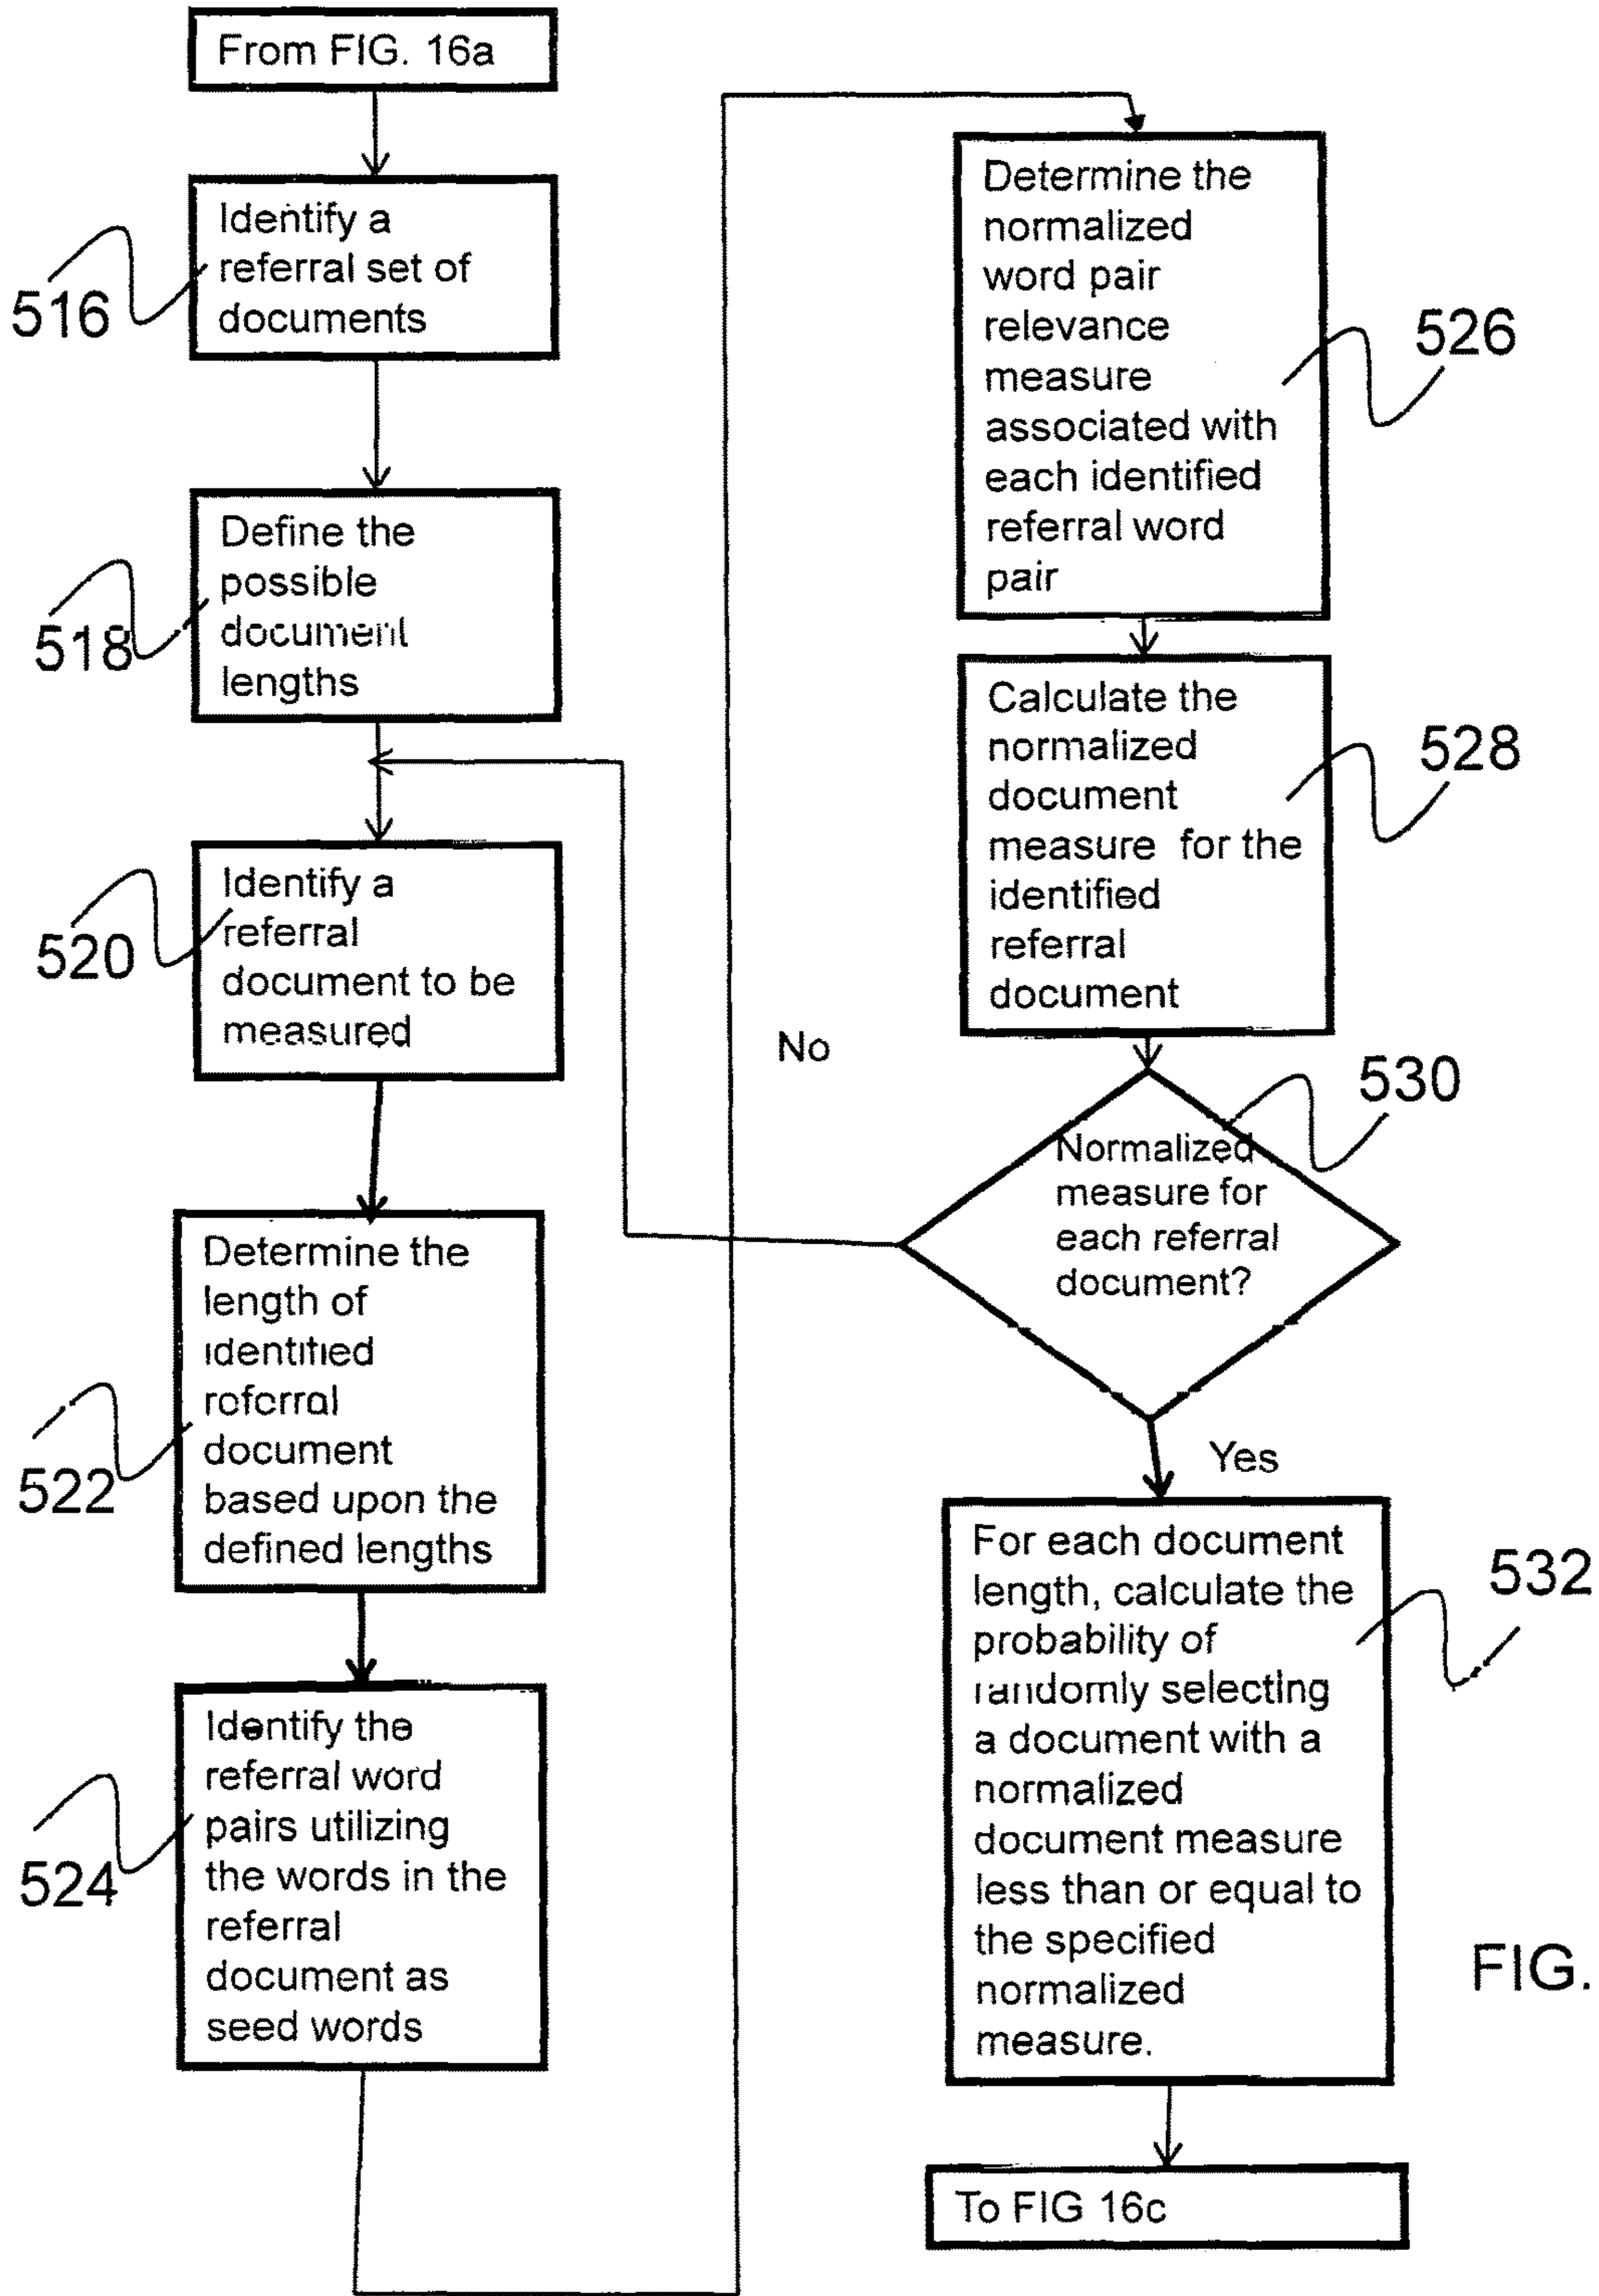 From FIG. 16a
Identify a
referral set of
documents
516
Define the
possible
document
lengths
518
Identify a
referral
document to be
measured
520
Determine the
length of
identified
referral
document
based upon the
defined lengths
522
Identify the
referral word
pairs utilizing
the words in the
referral
document as
seed words
524
Determine the
normalized
word pair
relevance
measure
associated with
each identified
referral word
pair
526
Calculate the
normalized
document
measure for the
identified
referral
document
528
No
Normalized
measure for
each referral
document?
530
Yes
For each document
length, calculate the
probability of
randomly selecting
a document with a
normalized
document measure
less than or equal to
the specified
normalized
measure.
532
FIG.
To FIG 16c